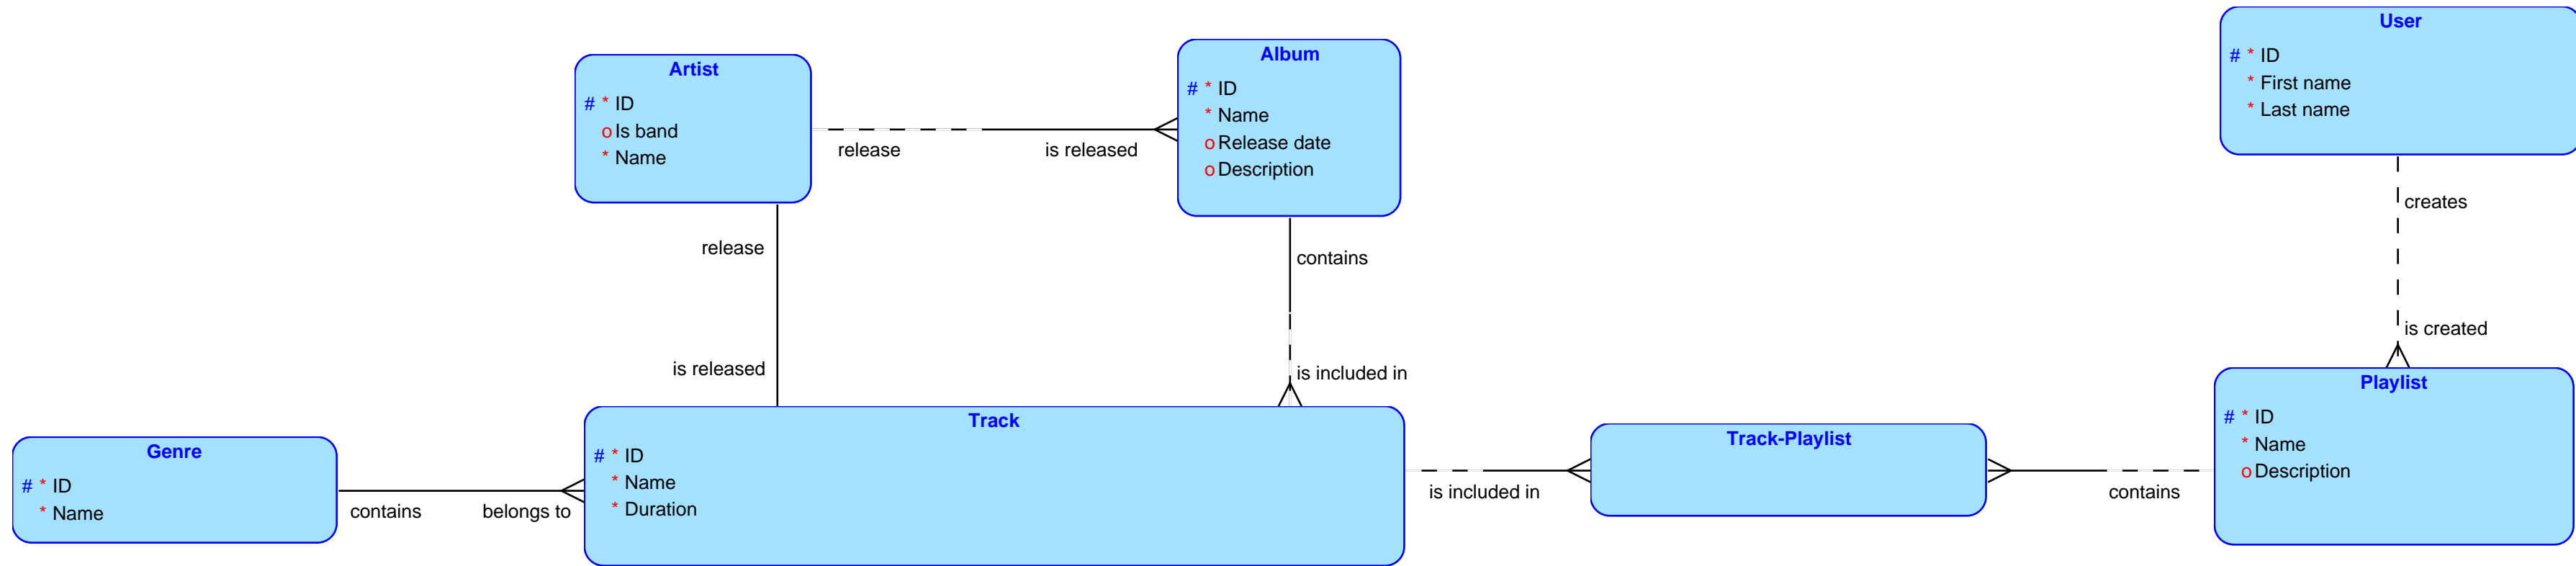 User
# * ID
* First name
* Last name
Artist
# * ID
o Is band
* Name
Album
# * ID
* Name
o Release date
o Description
release
is released
creates
is created
release
is released
contains
is included in
Genre
# * ID
* Name
contains
belongs to
Track
# * ID
* Name
* Duration
is included in
Track-Playlist
contains
Playlist
# * ID
* Name
o Description